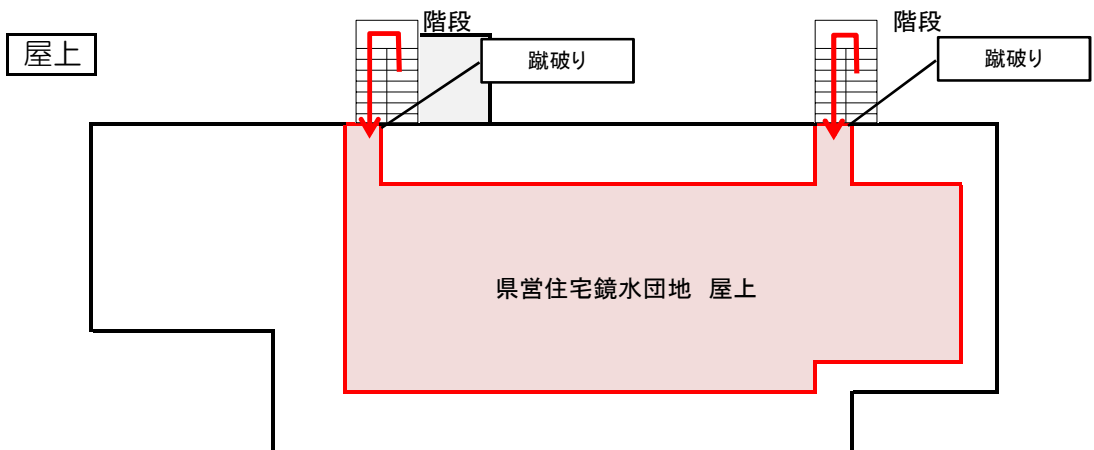 屋上
階段
階段
蹴破り
蹴破り
県営住宅鏡水団地　屋上